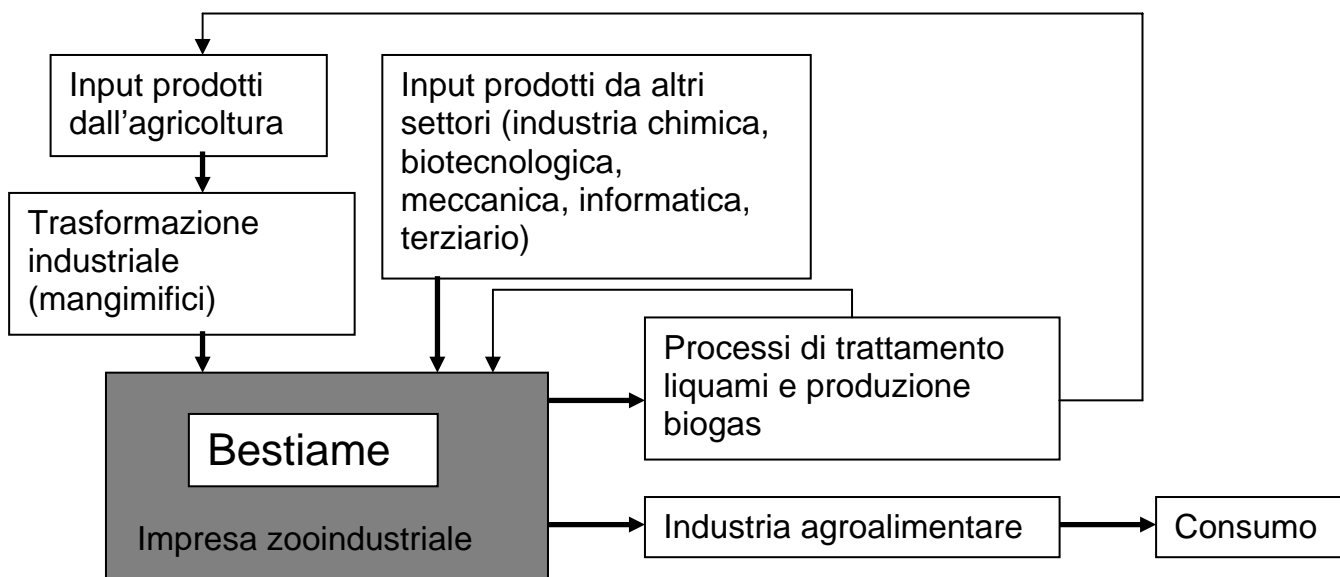 Input prodotti
dall’agricoltura
Input prodotti da altri
settori (industria chimica,
biotecnologica,
meccanica, informatica,
terziario)
Trasformazione
industriale
(mangimifici)
Processi di trattamento
liquami e produzione
biogas
Bestiame
Impresa zooindustriale
Industria agroalimentare
Consumo